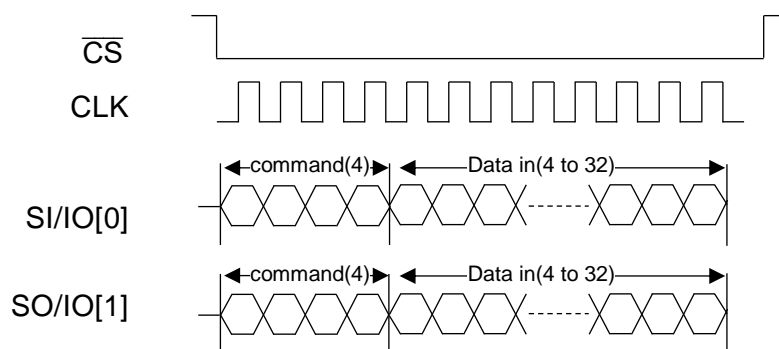 C̅S̅
CLK
command(4) Data in(4 to 32)
SI/IO[0]
command(4) Data in(4 to 32)
SO/IO[1]